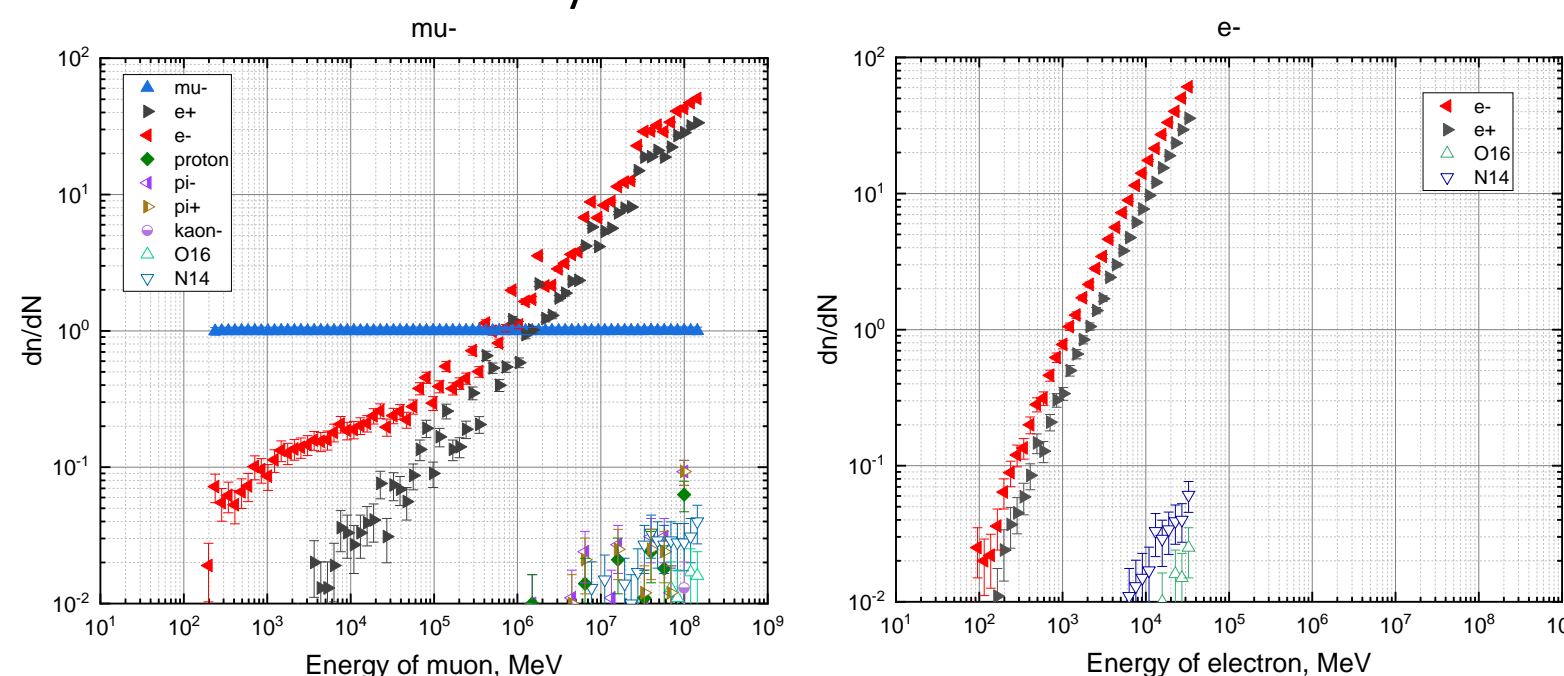 mu-
10²
10¹
10⁰
10⁻¹
10⁻²
dn/dN
mu-
e+
e-
proton
pi-
pi+
kaon-
O16
N14
10¹ 10² 10³ 10⁴ 10⁵ 10⁶ 10⁷ 10⁸ 10⁹
Energy of muon, MeV
e-
10²
10¹
10⁰
10⁻¹
10⁻²
dn/dN
e-
e+
O16
N14
10¹ 10² 10³ 10⁴ 10⁵ 10⁶ 10⁷ 10⁸
Energy of electron, MeV